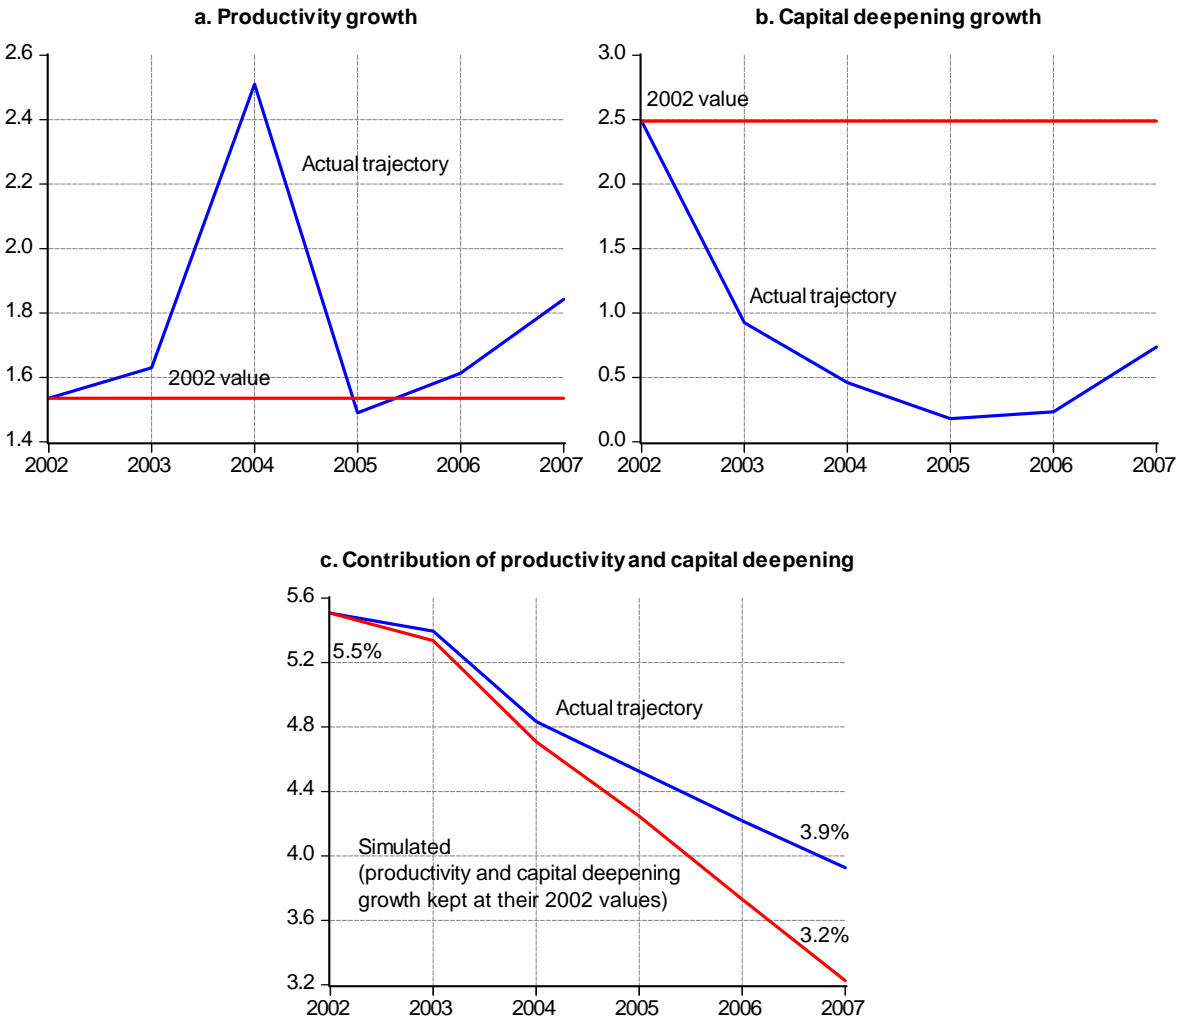 a. Productivity growth
2.6
2.4
2.2
2.0
1.8
1.6
1.4
Actual trajectory
2002 value
2002 2003 2004 2005 2006 2007
b. Capital deepening growth
3.0
2.5
2.0
1.5
1.0
0.5
0.0
2002 value
Actual trajectory
2002 2003 2004 2005 2006 2007
c. Contribution of productivity and capital deepening
5.6
5.2
4.8
4.4
4.0
3.6
3.2
5.5%
Actual trajectory
3.9%
Simulated
(productivity and capital deepening
growth kept at their 2002 values)
3.2%
2002 2003 2004 2005 2006 2007